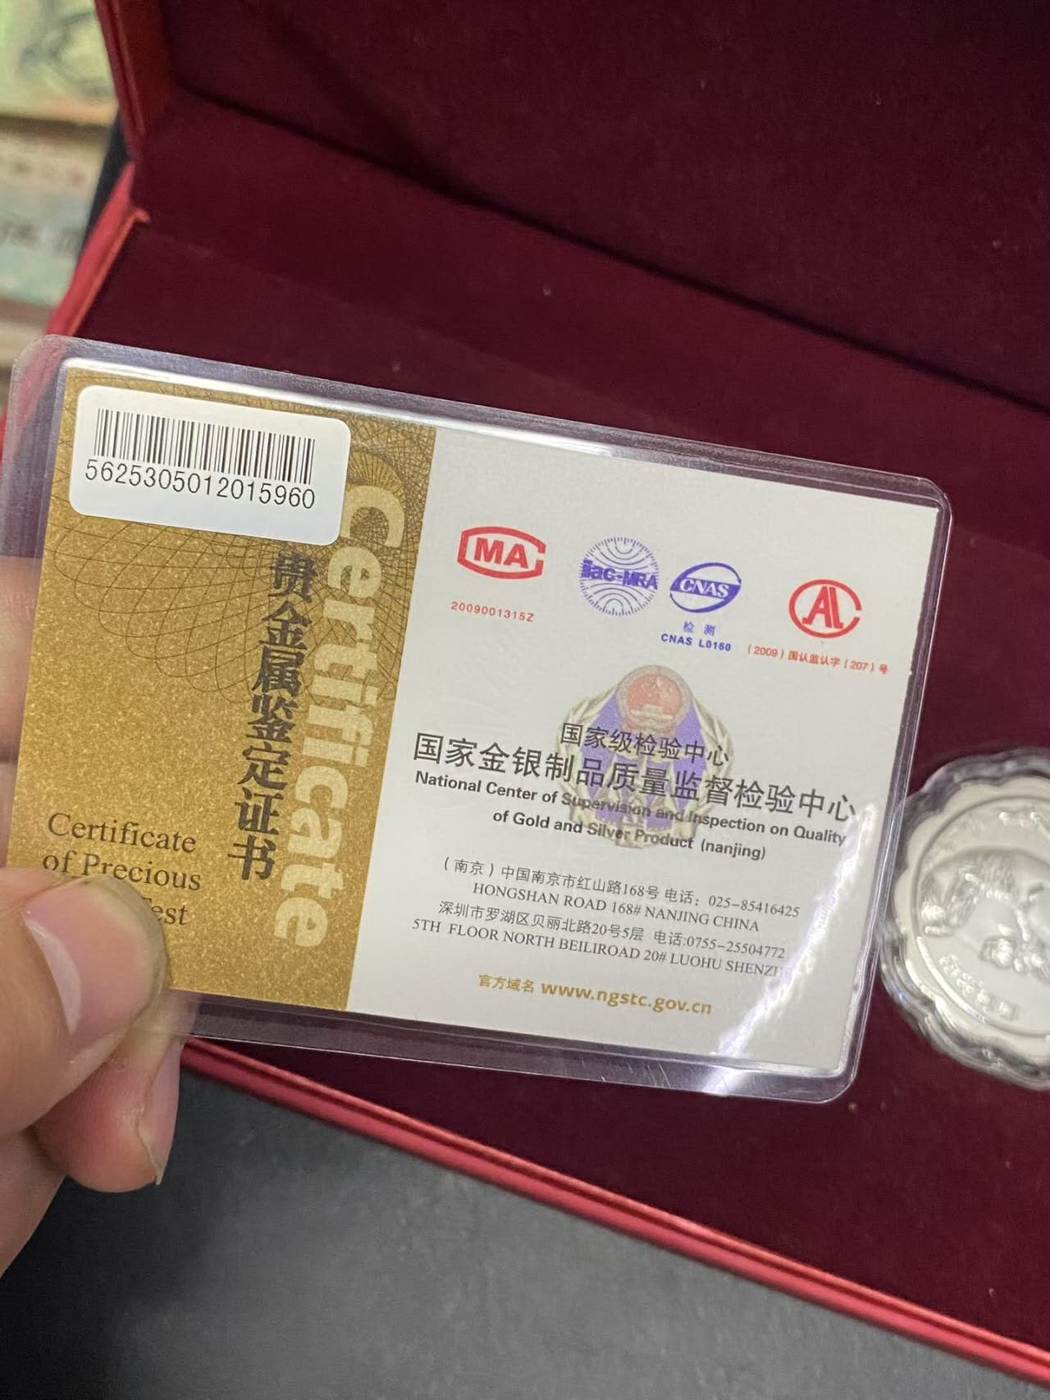 5625305012015960
Certificate
贵金属鉴定证书
Certificate
of Precious
Test
MA
2009001315Z
ilac-MRA
CNAS
检 测
CNAS L0160
AL
（2009）国认监认字（207）号
国家级检验中心
国家金银制品质量监督检验中心
National Center of Supervision and Inspection on Quality
of Gold and Silver Product (nanjing)
（南京）中国南京市红山路168号 电话：025-85416425
HONGSHAN ROAD 168# NANJING CHINA
深圳市罗湖区贝丽北路20号5层 电话:0755-25504772
5TH FLOOR NORTH BEILIROAD 20# LUOHU SHENZH
官方域名 www.ngstc.gov.cn